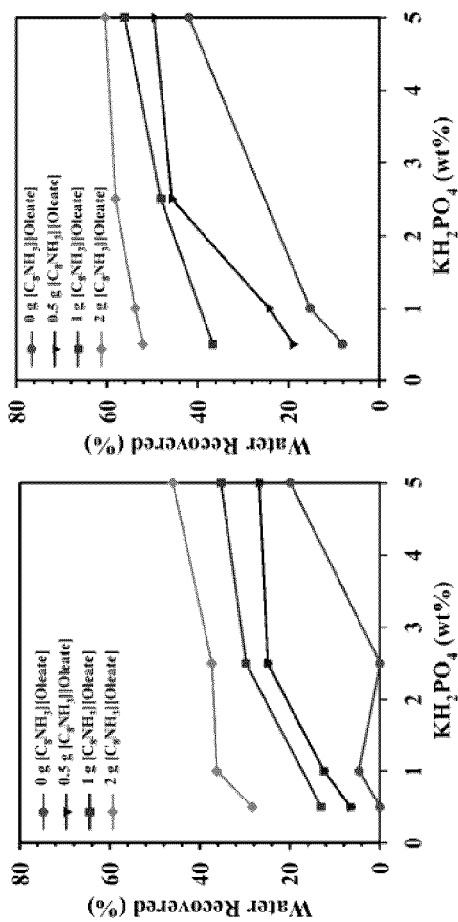 Water Recovered (%)
80
60
40
20
0
0 g [C₈NH₃][Oleate]
0.5 g [C₈NH₃][Oleate]
1 g [C₈NH₃][Oleate]
2 g [C₈NH₃][Oleate]
0 1 2 3 4 5
KH₂PO₄ (wt%)
Water Recovered (%)
80
60
40
20
0
0 g [C₈NH₃][Oleate]
0.5 g [C₈NH₃][Oleate]
1 g [C₈NH₃][Oleate]
2 g [C₈NH₃][Oleate]
0 1 2 3 4 5
KH₂PO₄ (wt%)